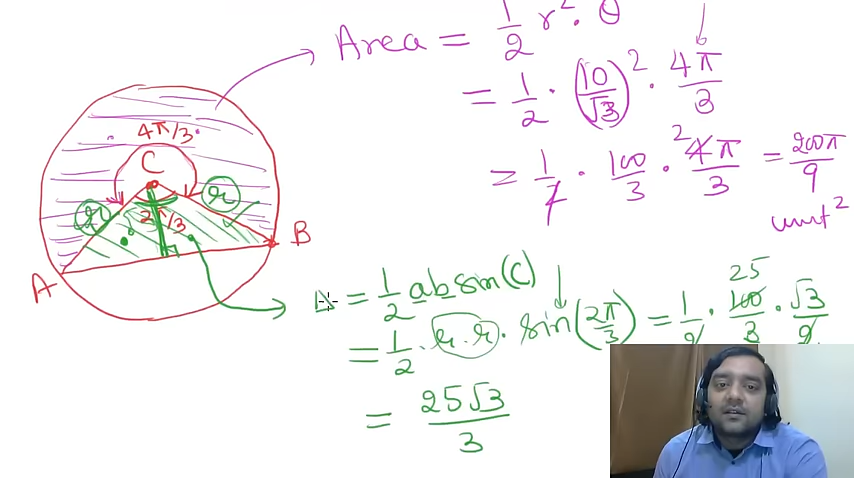 Area = 1/2 r² · θ
= 1/2 · (10/√3)² · 4π/3
= 1/4 · 100/3 · ²4π/3 = 200π/9
unit²
4π/3
C
r r
2π/3
B
A
Δ = 1/2 ab sin(C)
= 1/2 · r.r · sin(2π/3) = 1/2 · 25 100/3 · √3/2
= 25√3/3